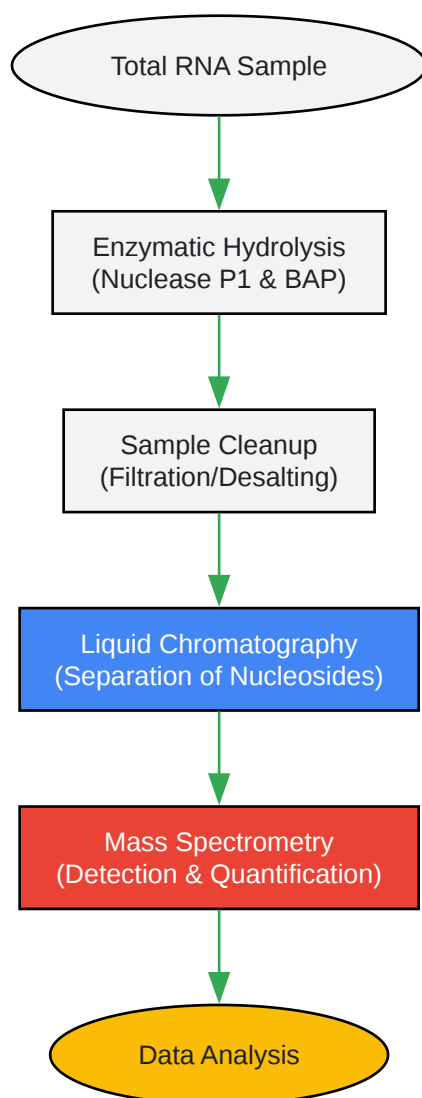 Total RNA Sample
Enzymatic Hydrolysis
(Nuclease P1 & BAP)
Sample Cleanup
(Filtration/Desalting)
Liquid Chromatography
(Separation of Nucleosides)
Mass Spectrometry
(Detection & Quantification)
Data Analysis